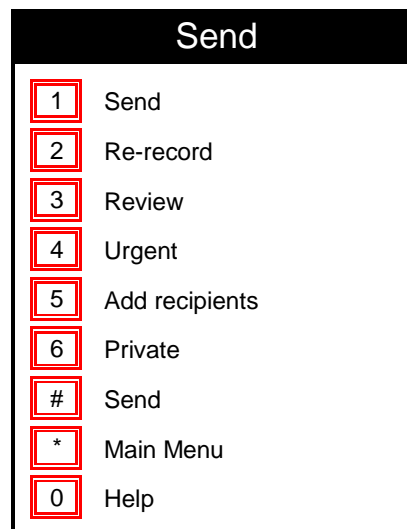 Send
1 Send
2 Re-record
3 Review
4 Urgent
5 Add recipients
6 Private
# Send
* Main Menu
0 Help